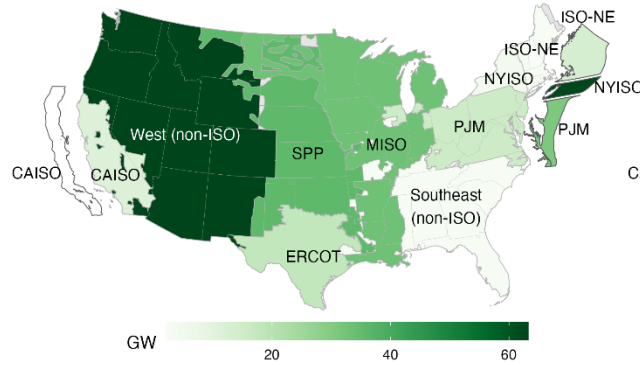 ISO-NE
ISO-NE
NYISO
NYISO
West (non-ISO)
PJM
PJM
MISO
SPP
CAISO
CAISO
C
Southeast
(non-ISO)
ERCOT
GW
20
40
60